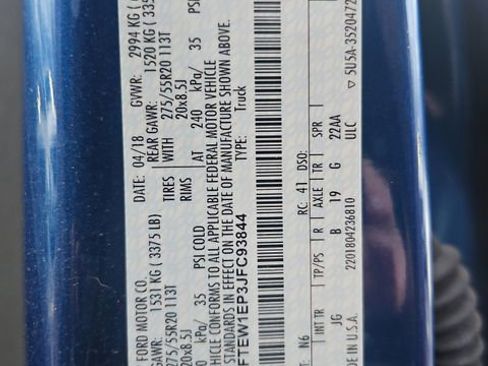 FORD MOTOR CO. DATE: 04/18 GVWR: 2994 KG
1531 KG ( 3375 LB) REAR GAWR: 1520 KG ( 335
275/55R20 113T TIRES WITH 275/55R20 113T
20x8.5J RIMS 20x8.5J
kPa/ 35 PSI COLD AT 240 kPa/ 35 PSI
VEHICLE CONFORMS TO ALL APPLICABLE FEDERAL MOTOR VEHICLE
STANDARDS IN EFFECT ON THE DATE OF MANUFACTURE SHOWN ABOVE.
FTEW1EP3JFC93844 TYPE: Truck
N6 RC: 41 DSO:
INT TR TP/PS R AXLE TR SPR
JG B 19 G 22AA
2201804236810 ULC
DE IN U.S.A. ▽ 5U5A-3520472